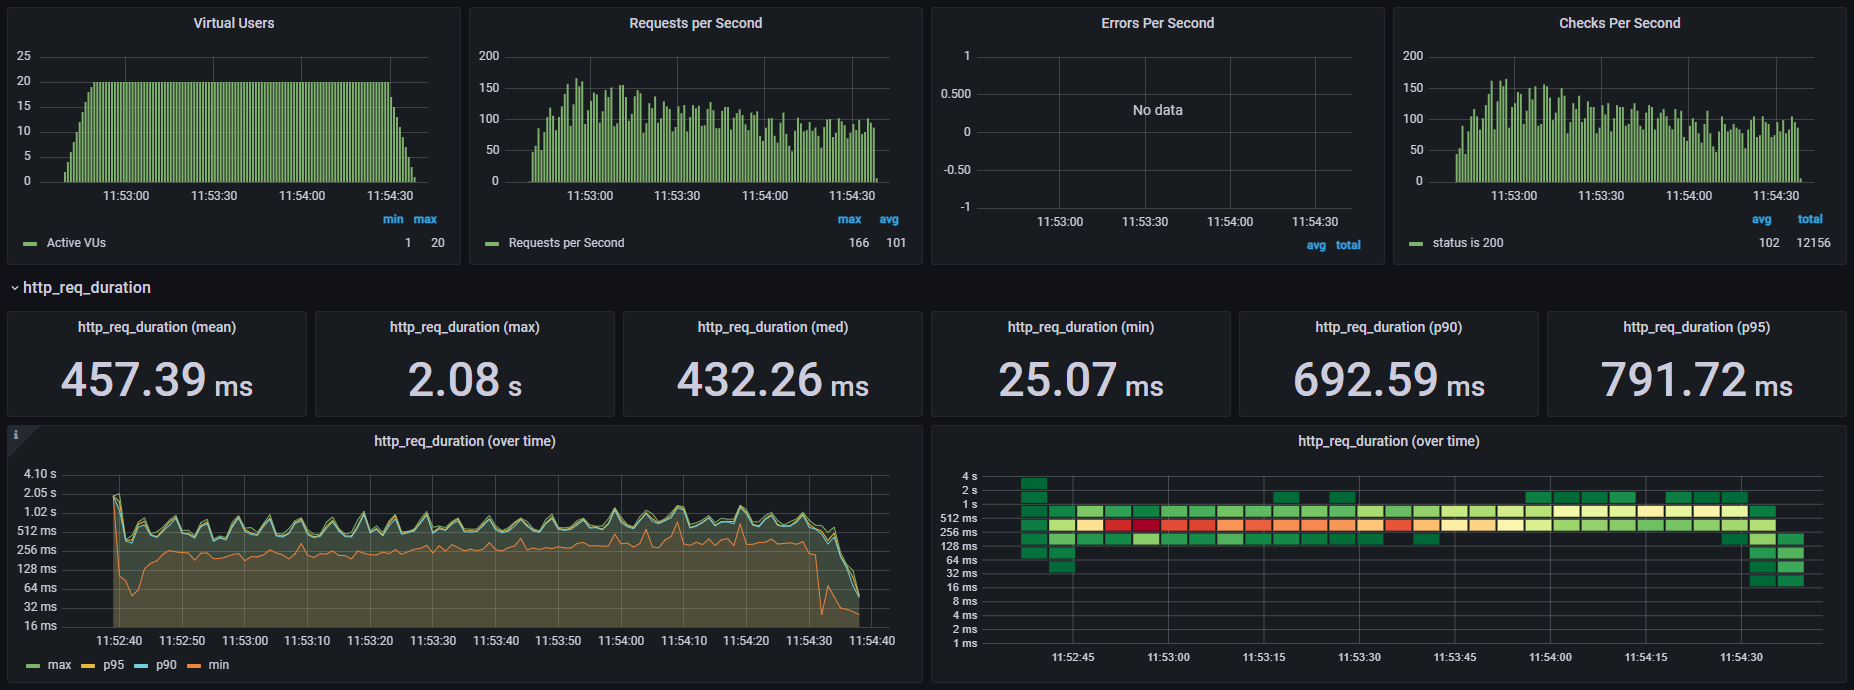 Virtual Users
25
20
15
10
5
0
11:53:00 11:53:30 11:54:00 11:54:30
min max
Active VUs 1 20
Requests per Second
200
150
100
50
0
11:53:00 11:53:30 11:54:00 11:54:30
max avg
Requests per Second 166 101
Errors Per Second
1
0.500
0
-0.50
-1
No data
11:53:00 11:53:30 11:54:00 11:54:30
avg total
Checks Per Second
200
150
100
50
0
11:53:00 11:53:30 11:54:00 11:54:30
avg total
status is 200 102 12156
http_req_duration
http_req_duration (mean)
457.39 ms
http_req_duration (max)
2.08 s
http_req_duration (med)
432.26 ms
http_req_duration (min)
25.07 ms
http_req_duration (p90)
692.59 ms
http_req_duration (p95)
791.72 ms
i
http_req_duration (over time)
4.10 s
2.05 s
1.02 s
512 ms
256 ms
128 ms
64 ms
32 ms
16 ms
11:52:40 11:52:50 11:53:00 11:53:10 11:53:20 11:53:30 11:53:40 11:53:50 11:54:00 11:54:10 11:54:20 11:54:30 11:54:40
max p95 p90 min
http_req_duration (over time)
4 s
2 s
1 s
512 ms
256 ms
128 ms
64 ms
32 ms
16 ms
8 ms
4 ms
2 ms
1 ms
11:52:45 11:53:00 11:53:15 11:53:30 11:53:45 11:54:00 11:54:15 11:54:30